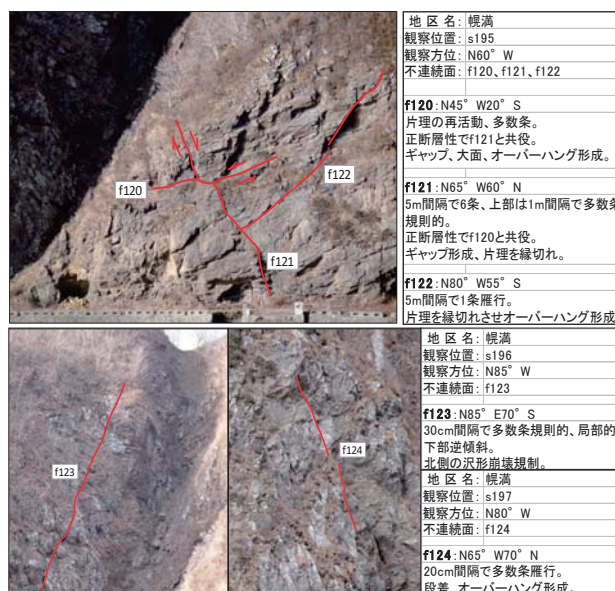 地 区 名: 幌満
観察位置: s195
観察方位: N60° W
不連続面: f120、f121、f122
f120:N45° W20° S
片理の再活動、多数条。
正断層性でf121と共役。
ギャップ、大面、オーバーハング形成。
f121:N65° W60° N
5m間隔で6条、上部は1m間隔で多数条
規則的。
正断層性でf120と共役。
ギャップ形成、片理を縁切れ。
f122:N80° W55° S
5m間隔で1条雁行。
片理を縁切れさせオーバーハング形成
f120
f122
f121
地 区 名: 幌満
観察位置: s196
観察方位: N85° W
不連続面: f123
f123:N85° E70° S
30cm間隔で多数条規則的、局部的
下部逆傾斜。
北側の沢形崩壊規制。
f123
f124
地 区 名: 幌満
観察位置: s197
観察方位: N80° W
不連続面: f124
f124:N65° W70° N
20cm間隔で多数条雁行。
段差、オーバーハング形成。